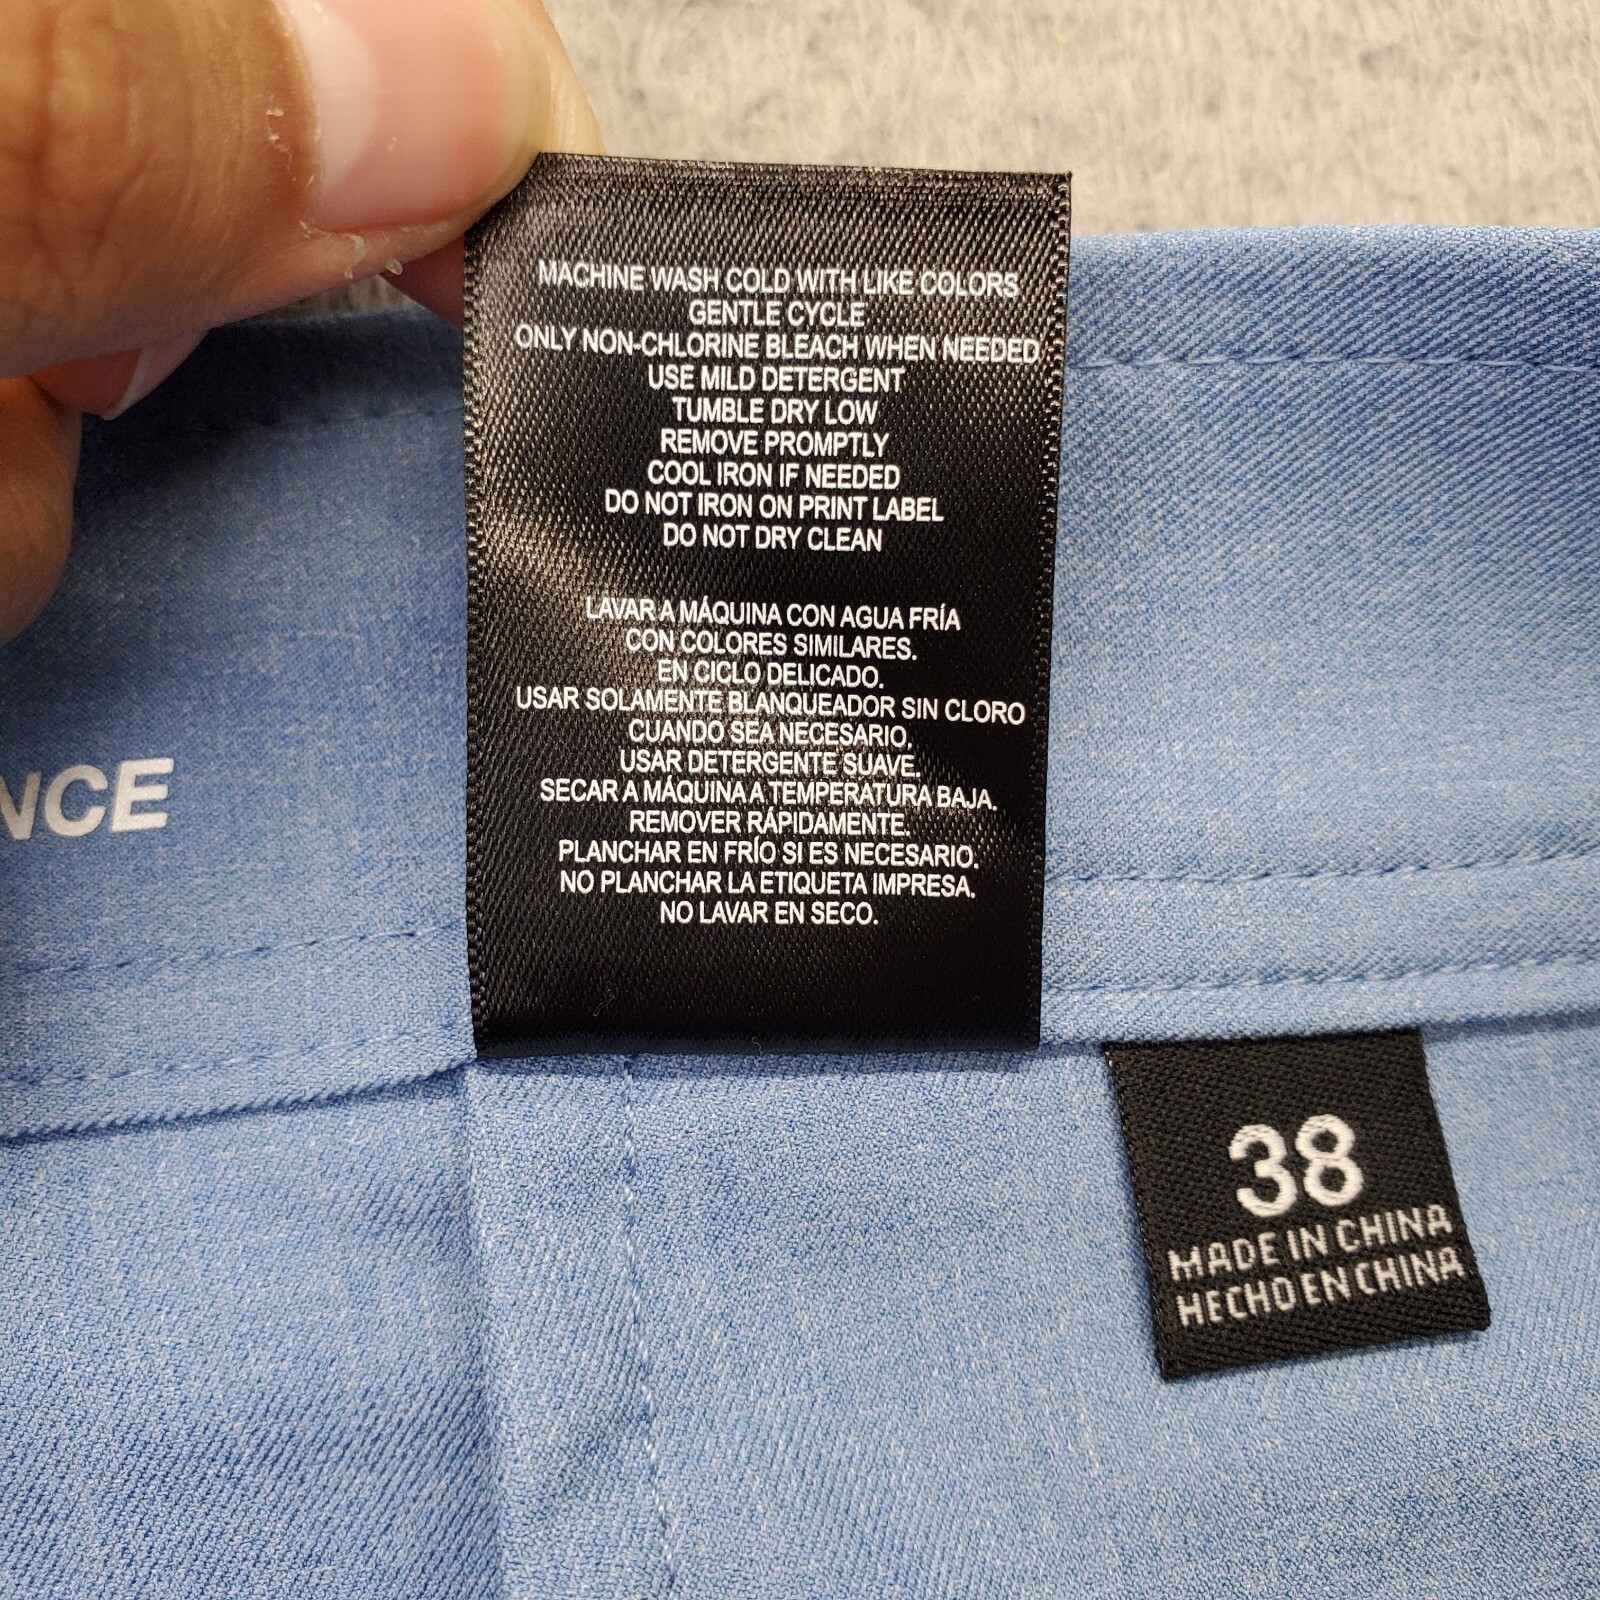 MACHINE WASH COLD WITH LIKE COLORS
GENTLE CYCLE
ONLY NON-CHLORINE BLEACH WHEN NEEDED
USE MILD DETERGENT
TUMBLE DRY LOW
REMOVE PROMPTLY
COOL IRON IF NEEDED
DO NOT IRON ON PRINT LABEL
DO NOT DRY CLEAN
LAVAR A MÁQUINA CON AGUA FRÍA
CON COLORES SIMILARES.
EN CICLO DELICADO.
USAR SOLAMENTE BLANQUEADOR SIN CLORO
CUANDO SEA NECESARIO.
USAR DETERGENTE SUAVE.
SECAR A MÁQUINA A TEMPERATURA BAJA.
REMOVER RÁPIDAMENTE.
PLANCHAR EN FRÍO SI ES NECESARIO.
NO PLANCHAR LA ETIQUETA IMPRESA.
NO LAVAR EN SECO.
NCE
38
MADE IN CHINA
HECHO EN CHINA